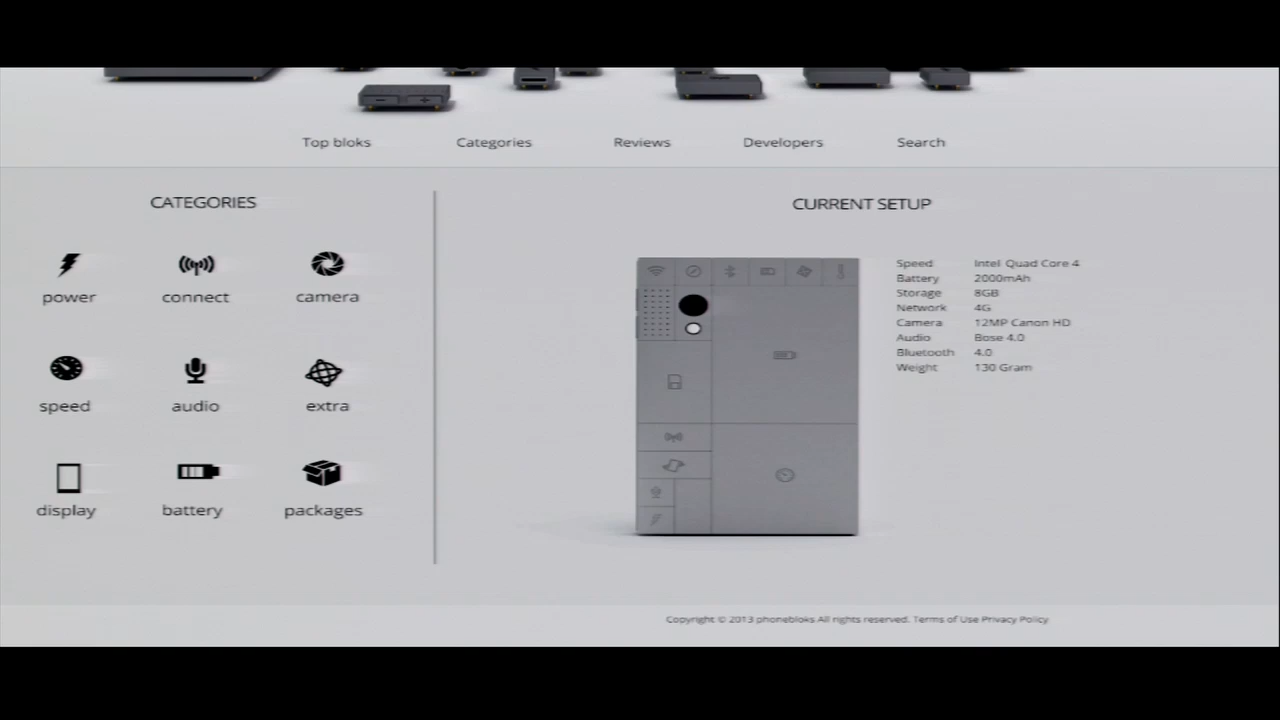 Top bloks Categories Reviews Developers Search
CATEGORIES
power connect camera
speed audio extra
display battery packages
CURRENT SETUP
Speed Intel Quad Core 4
Battery 2000mAh
Storage 8GB
Network 4G
Camera 12MP Canon HD
Audio Bose 4.0
Bluetooth 4.0
Weight 130 Gram
Copyright © 2013 phonebloks All rights reserved. Terms of Use Privacy Policy